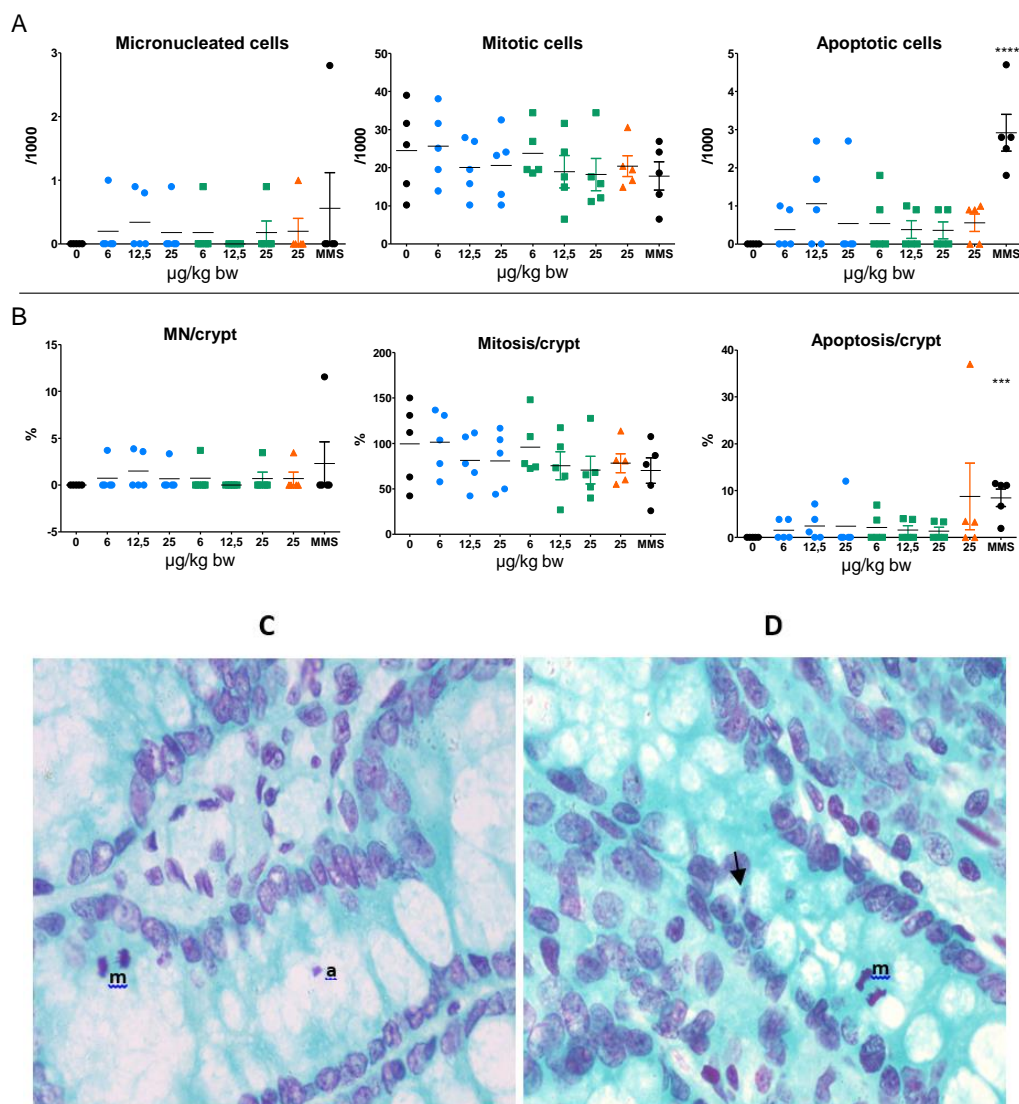 A
Micronucleated cells
Mitotic cells
Apoptotic cells
/1000
3
2
1
0
0 6 12,5 25 6 12,5 25 25 MMS
µg/kg bw
/1000
50
40
30
20
10
0
0 6 12,5 25 6 12,5 25 25 MMS
µg/kg bw
/1000
5
4
3
2
1
0
****
0 6 12,5 25 6 12,5 25 25 MMS
µg/kg bw
B
MN/crypt
Mitosis/crypt
Apoptosis/crypt
%
15
10
5
0
-5
0 6 12,5 25 6 12,5 25 25 MMS
µg/kg bw
%
200
150
100
50
0
0 6 12,5 25 6 12,5 25 25 MMS
µg/kg bw
%
40
30
20
10
0
***
0 6 12,5 25 6 12,5 25 25 MMS
µg/kg bw
C
D
m
a
m